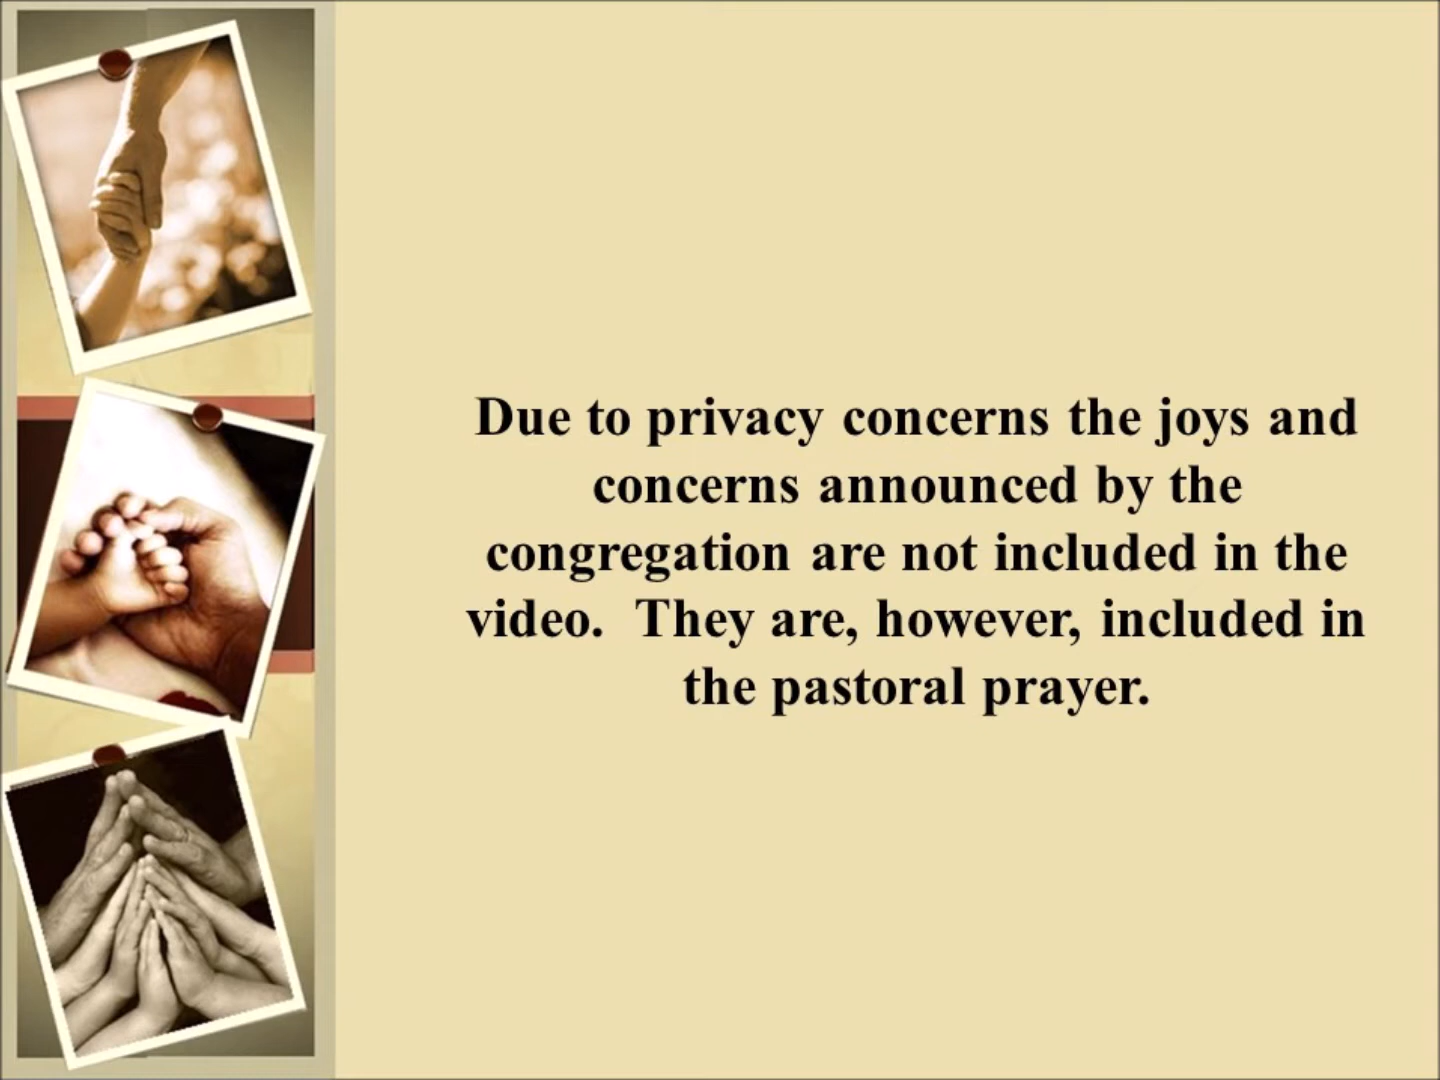 Due to privacy concerns the joys and
concerns announced by the
congregation are not included in the
video.  They are, however, included in
the pastoral prayer.